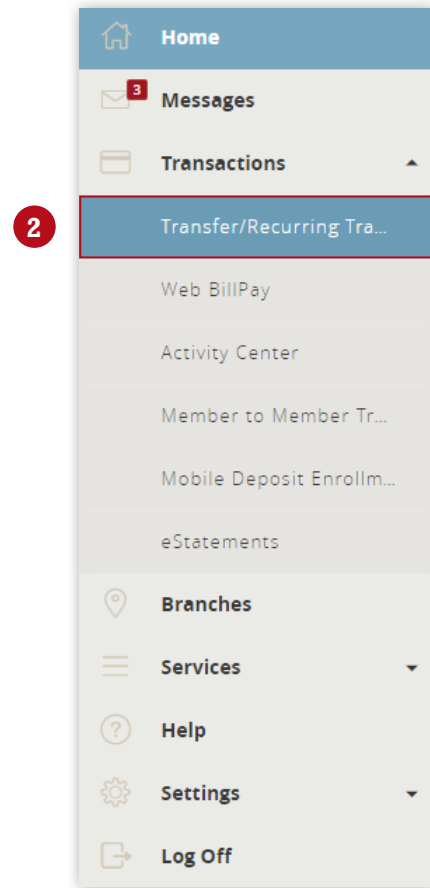 Home
3
Messages
Transactions
2
Transfer/Recurring Tra...
Web BillPay
Activity Center
Member to Member Tr...
Mobile Deposit Enrollm...
eStatements
Branches
Services
?
Help
Settings
Log Off